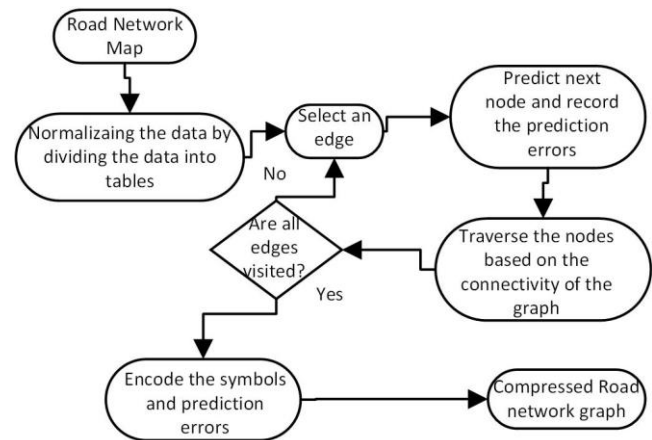 Road Network
Map
Normalizaing the data by
dividing the data into
tables
Select an
edge
Predict next
node and record
the prediction
errors
No
Are all
edges
visited?
Yes
Traverse the nodes
based on the
connectivity of the
graph
Encode the symbols
and prediction
errors
Compressed Road
network graph